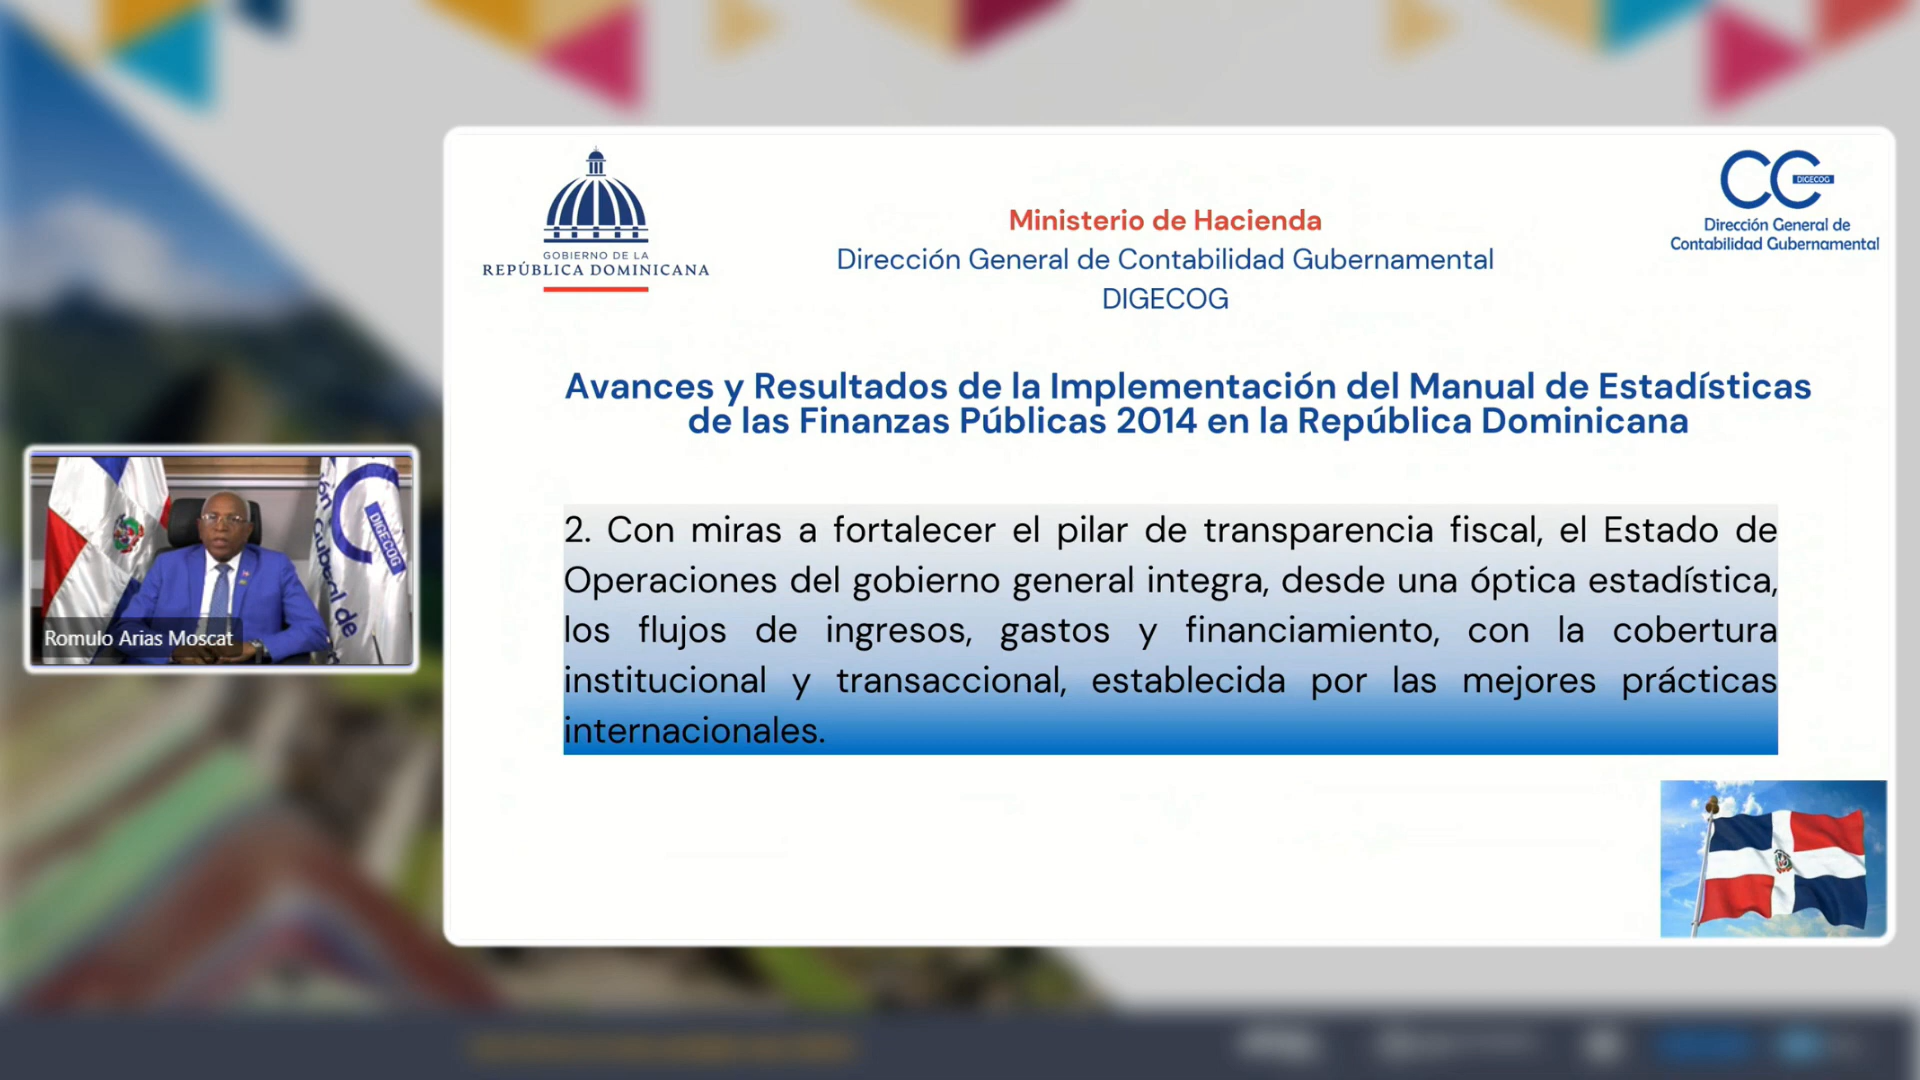 GOBIERNO DE LA
REPÚBLICA DOMINICANA
Ministerio de Hacienda
Dirección General de Contabilidad Gubernamental
DIGECOG
DIGECOG
Dirección General de
Contabilidad Gubernamental
Avances y Resultados de la Implementación del Manual de Estadísticas
de las Finanzas Públicas 2014 en la República Dominicana
2. Con miras a fortalecer el pilar de transparencia fiscal, el Estado de
Operaciones del gobierno general integra, desde una óptica estadística,
los flujos de ingresos, gastos y financiamiento, con la cobertura
institucional y transaccional, establecida por las mejores prácticas
internacionales.
DIGECOG
Romulo Arias Moscat